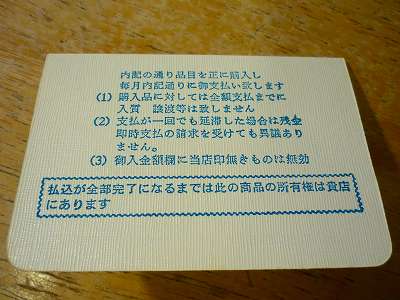 内記の通り品目を正に購入し
毎月内記通りに御支払い致します
(1) 購入品に対しては金額支払までに
入質 譲渡等は致しません
(2) 支払が一回でも延滞した場合は残金
即時支払の請求を受けても異議あり
ません。
(3) 御入金額欄に当店印無きものは無効
払込が全部完了になるまでは此の商品の所有権は貴店
にあります